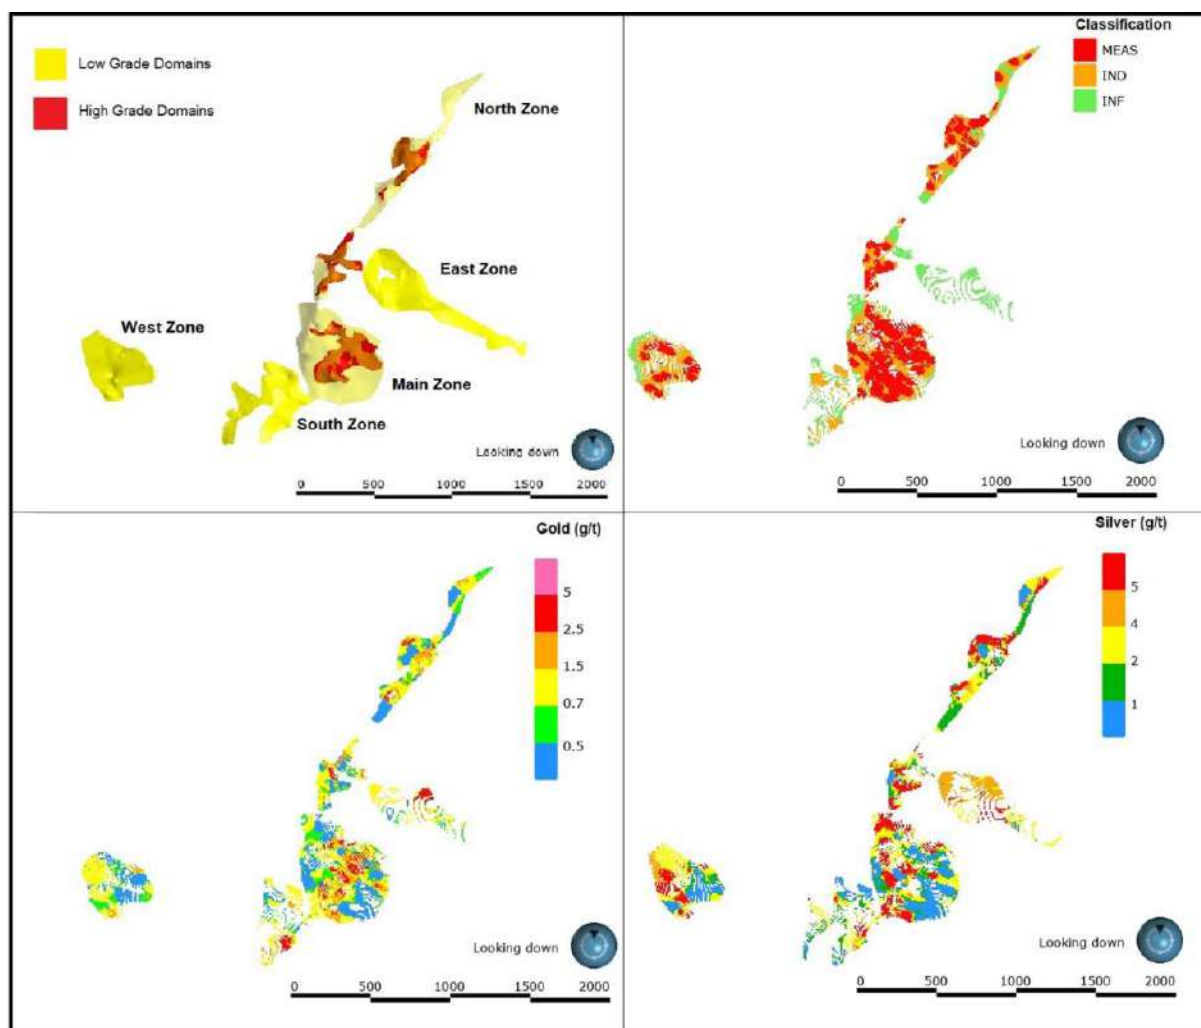 Low Grade Domains
High Grade Domains
North Zone
East Zone
West Zone
Main Zone
South Zone
Looking down
0 500 1000 1500 2000
Classification
MEAS
IND
INF
Looking down
0 500 1000 1500 2000
Gold (g/t)
5
2.5
1.5
0.7
0.5
Looking down
0 500 1000 1500 2000
Silver (g/t)
5
4
2
1
Looking down
0 500 1000 1500 2000